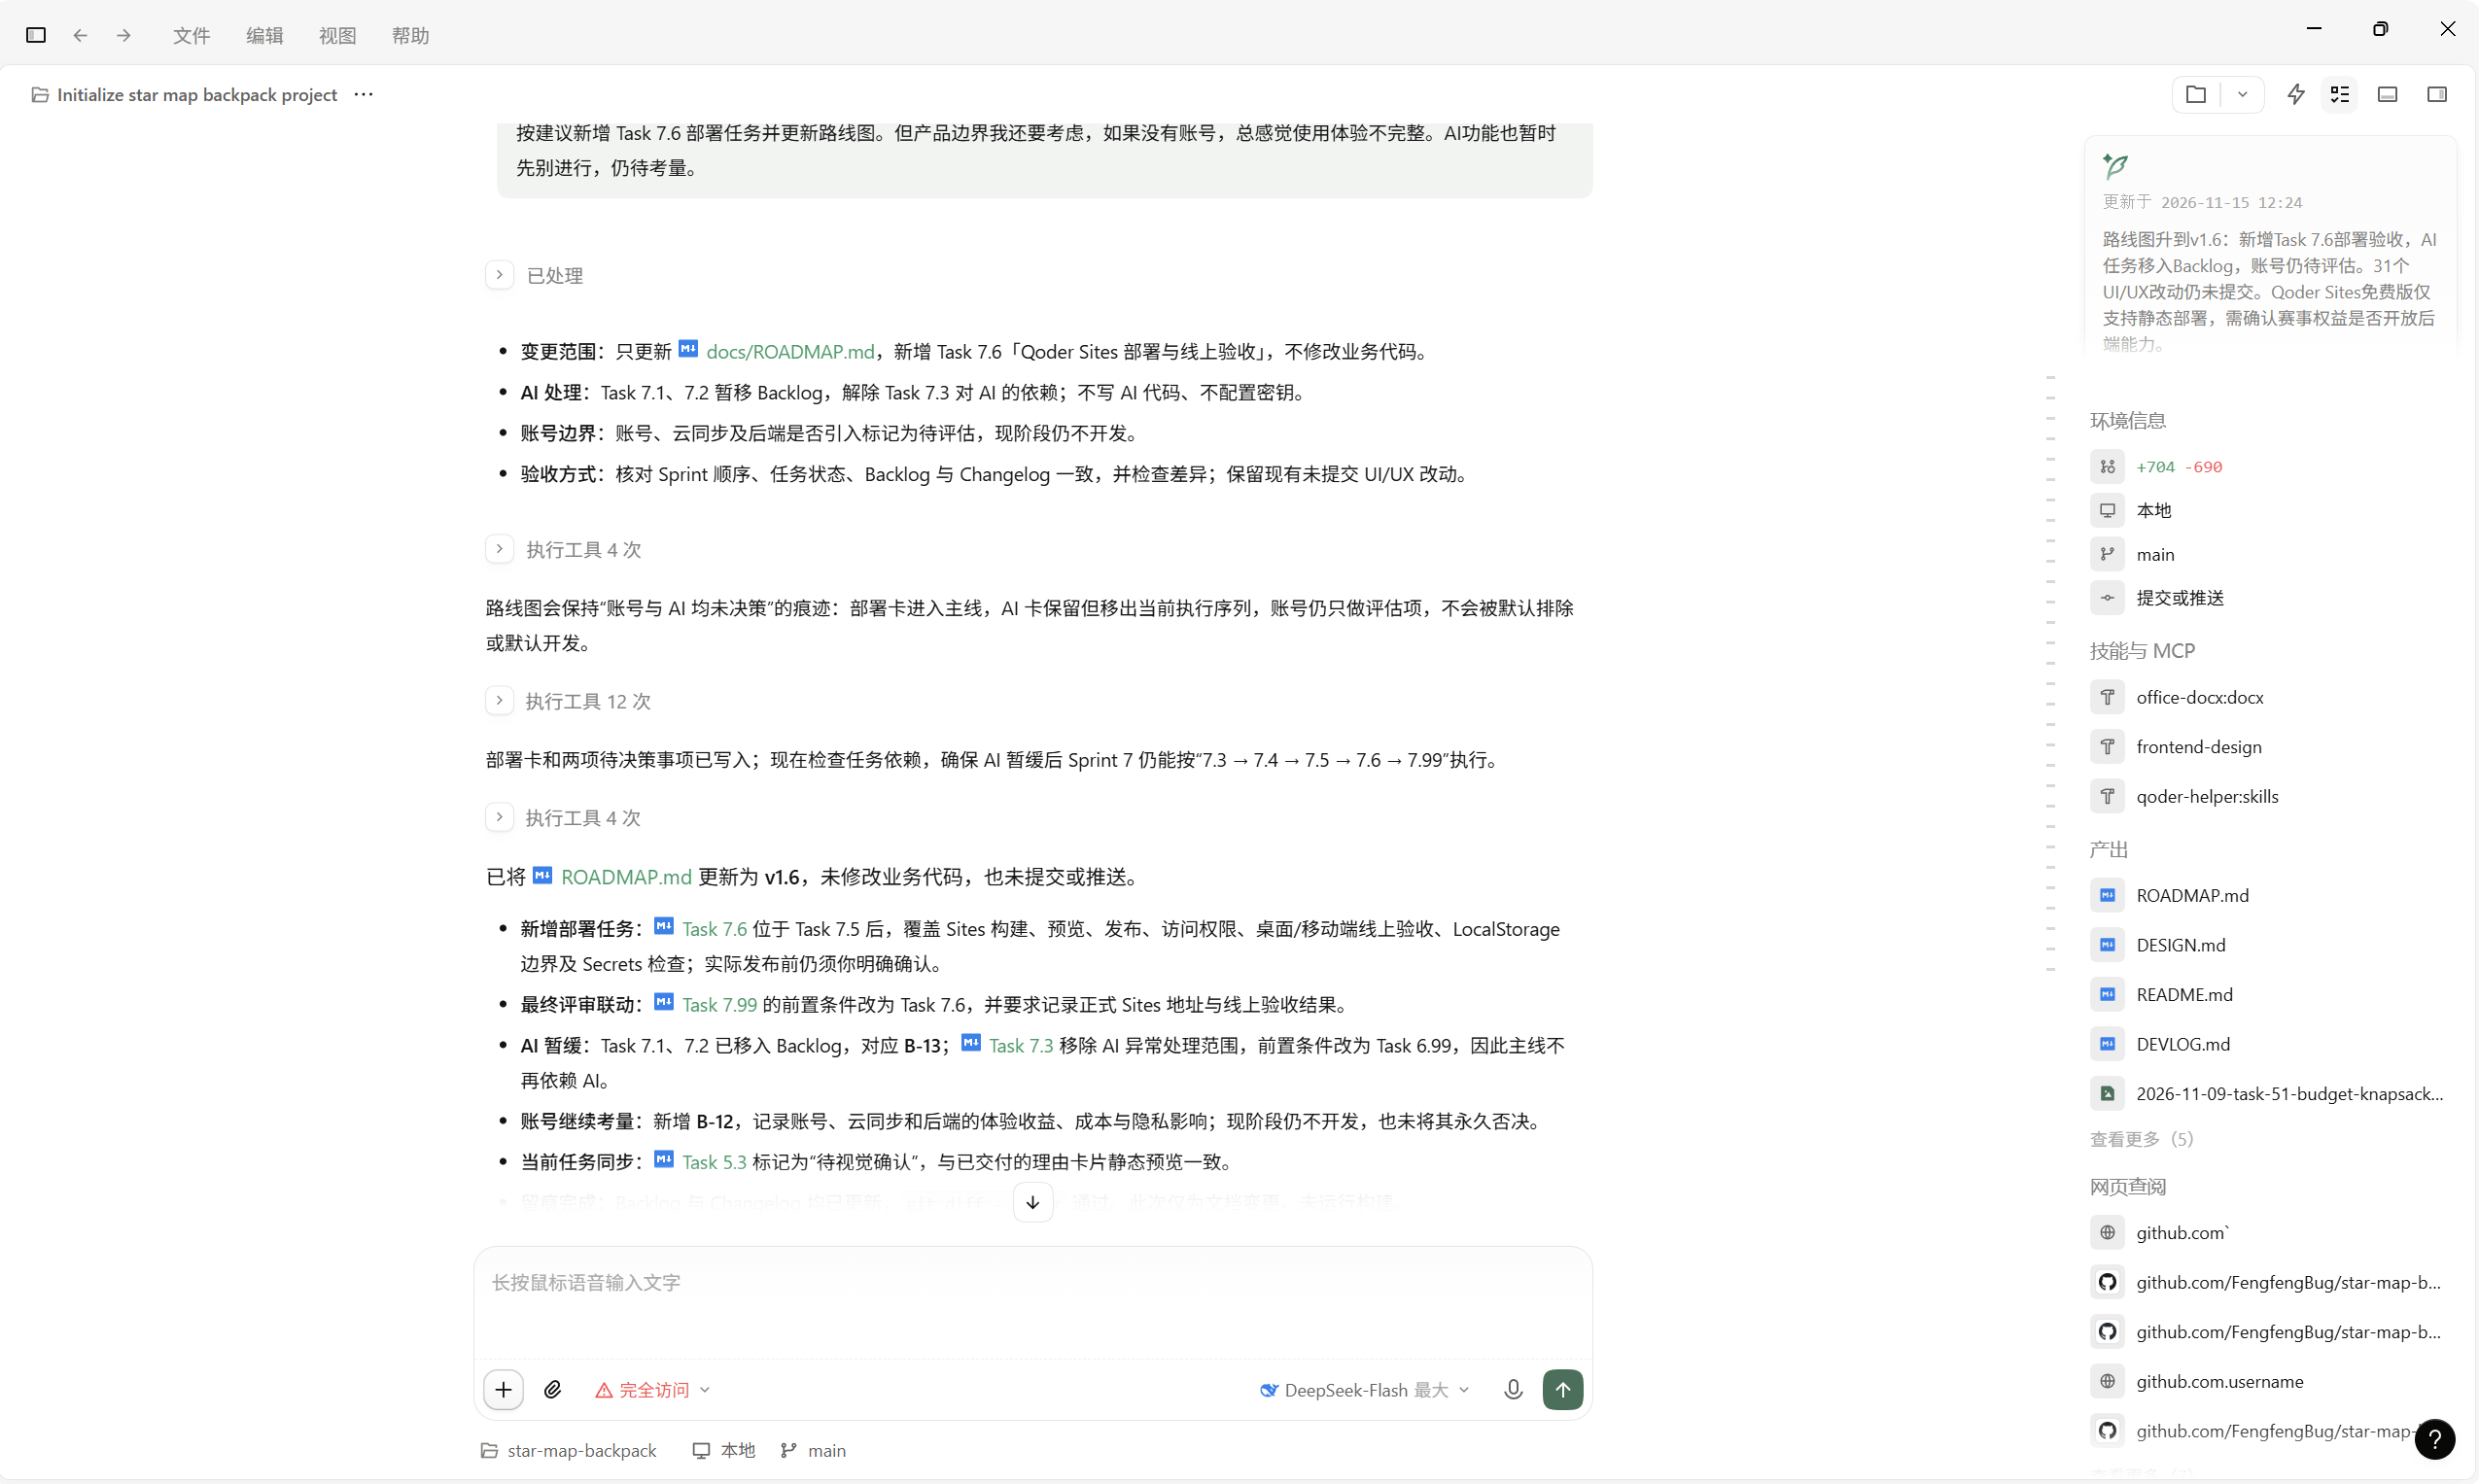 文件 编辑 视图 帮助
Initialize star map backpack project ···
按建议新增 Task 7.6 部署任务并更新路线图。但产品边界我还要考虑，如果没有账号，总感觉使用体验不完整。AI功能也暂时
先别进行，仍待考量。
已处理
• 变更范围：只更新 docs/ROADMAP.md，新增 Task 7.6「Qoder Sites 部署与线上验收」，不修改业务代码。
• AI 处理：Task 7.1、7.2 暂移 Backlog，解除 Task 7.3 对 AI 的依赖；不写 AI 代码、不配置密钥。
• 账号边界：账号、云同步及后端是否引入标记为待评估，现阶段仍不开发。
• 验收方式：核对 Sprint 顺序、任务状态、Backlog 与 Changelog 一致，并检查差异；保留现有未提交 UI/UX 改动。
执行工具 4 次
路线图会保持“账号与 AI 均未决策”的痕迹：部署卡进入主线，AI 卡保留但移出当前执行序列，账号仍只做评估项，不会被默认排除
或默认开发。
执行工具 12 次
部署卡和两项待决策事项已写入；现在检查任务依赖，确保 AI 暂缓后 Sprint 7 仍能按“7.3 → 7.4 → 7.5 → 7.6 → 7.99”执行。
执行工具 4 次
已将 ROADMAP.md 更新为 v1.6，未修改业务代码，也未提交或推送。
• 新增部署任务：Task 7.6 位于 Task 7.5 后，覆盖 Sites 构建、预览、发布、访问权限、桌面/移动端线上验收、LocalStorage
边界及 Secrets 检查；实际发布前仍须你明确确认。
• 最终评审联动：Task 7.99 的前置条件改为 Task 7.6，并要求记录正式 Sites 地址与线上验收结果。
• AI 暂缓：Task 7.1、7.2 已移入 Backlog，对应 B-13；Task 7.3 移除 AI 异常处理范围，前置条件改为 Task 6.99，因此主线不
再依赖 AI。
• 账号继续考量：新增 B-12，记录账号、云同步和后端的体验收益、成本与隐私影响；现阶段仍不开发，也未将其永久否决。
• 当前任务同步：Task 5.3 标记为“待视觉确认”，与已交付的理由卡片静态预览一致。
• 留痕完成：Backlog 与 Changelog 均已更新，git diff 通过。此次仅为文档变更，未运行构建。
长按鼠标语音输入文字
完全访问
DeepSeek-Flash 最大
star-map-backpack 本地 main
更新于 2026-11-15 12:24
路线图升到v1.6：新增Task 7.6部署验收，AI
任务移入Backlog，账号仍待评估。31个
UI/UX改动仍未提交。Qoder Sites免费版仅
支持静态部署，需确认赛事权益是否开放后
端能力。
环境信息
+704 -690
本地
main
提交或推送
技能与 MCP
office-docx:docx
frontend-design
qoder-helper:skills
产出
ROADMAP.md
DESIGN.md
README.md
DEVLOG.md
2026-11-09-task-51-budget-knapsack...
查看更多（5）
网页查阅
github.com`
github.com/FengfengBug/star-map-b...
github.com/FengfengBug/star-map-b...
github.com.username
github.com/FengfengBug/star-map-
?